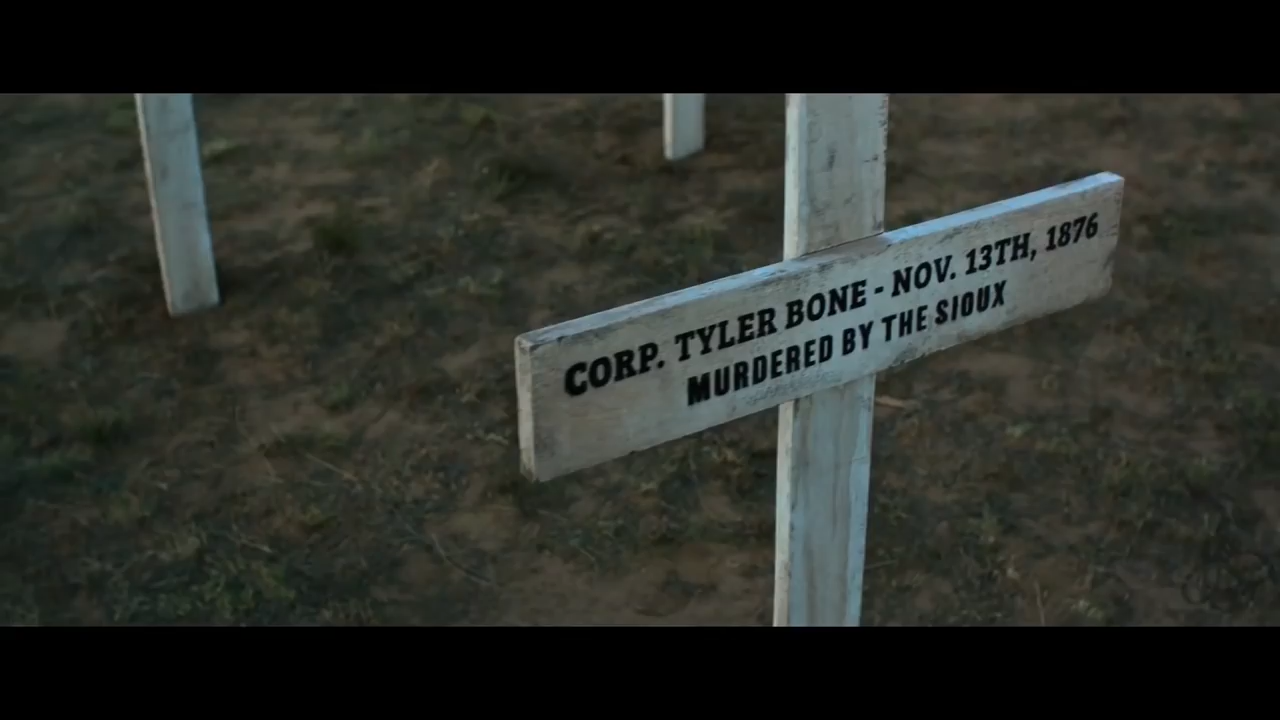 CORP. TYLER BONE - NOV. 13TH, 1876
MURDERED BY THE SIOUX